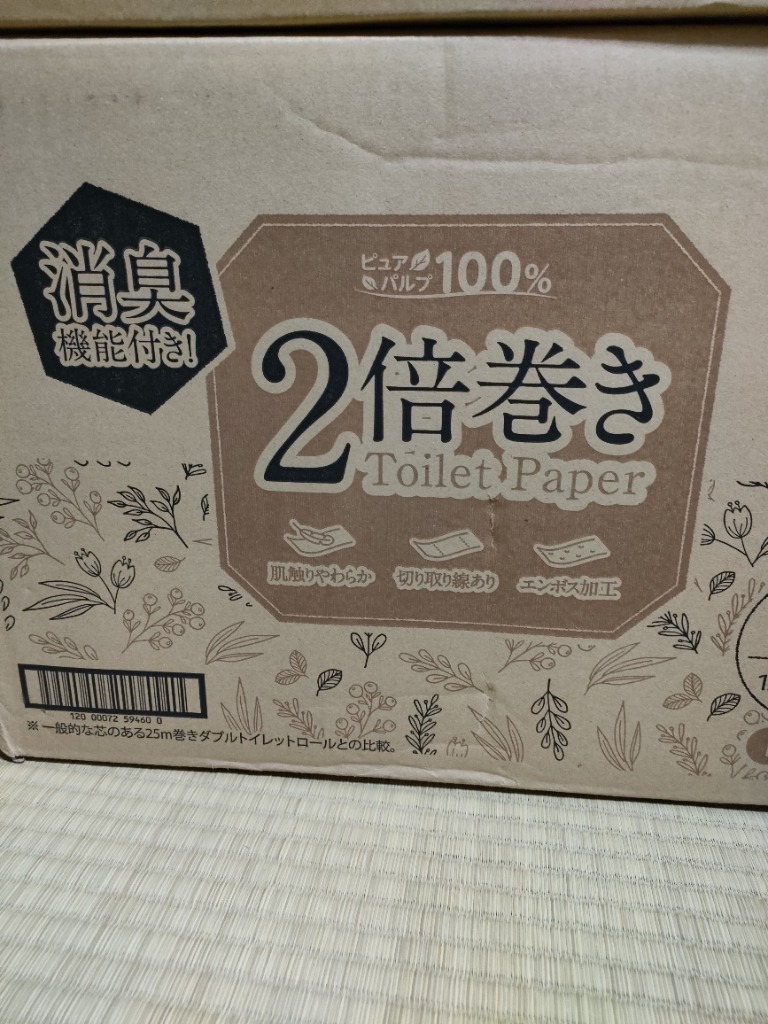 消臭
機能付き!
ピュア
パルプ100%
2倍巻き
Toilet Paper
肌触りやわらか
切り取り線あり
エンボス加工
120 00072 59460 0
※ 一般的な芯のある25m巻きダブルトイレットロールとの比較。